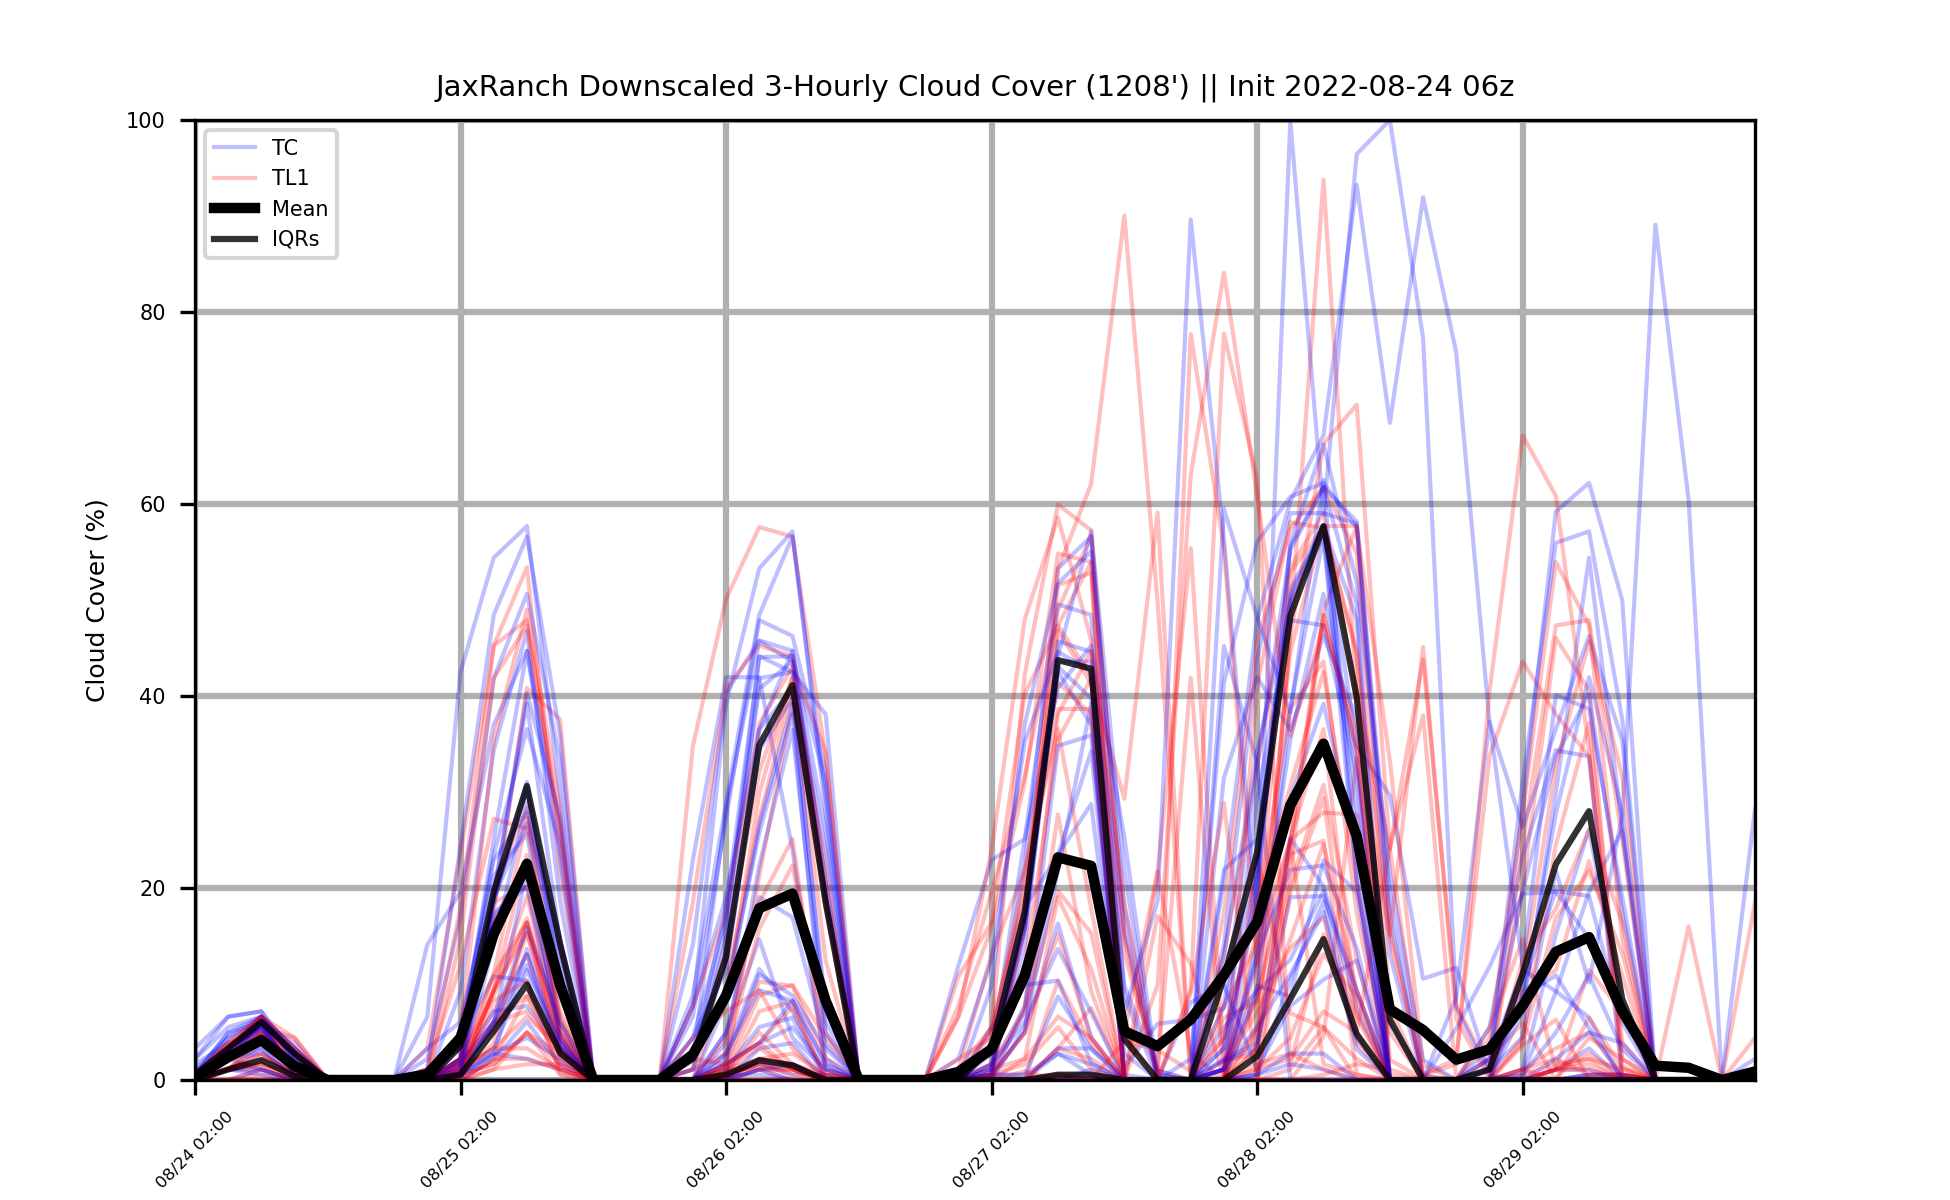 JaxRanch Downscaled 3-Hourly Cloud Cover (1208') || Init 2022-08-24 06z
100
80
60
40
20
0
Cloud Cover (%)
TC
TL1
Mean
IQRs
08/24 02:00
08/25 02:00
08/26 02:00
08/27 02:00
08/28 02:00
08/29 02:00